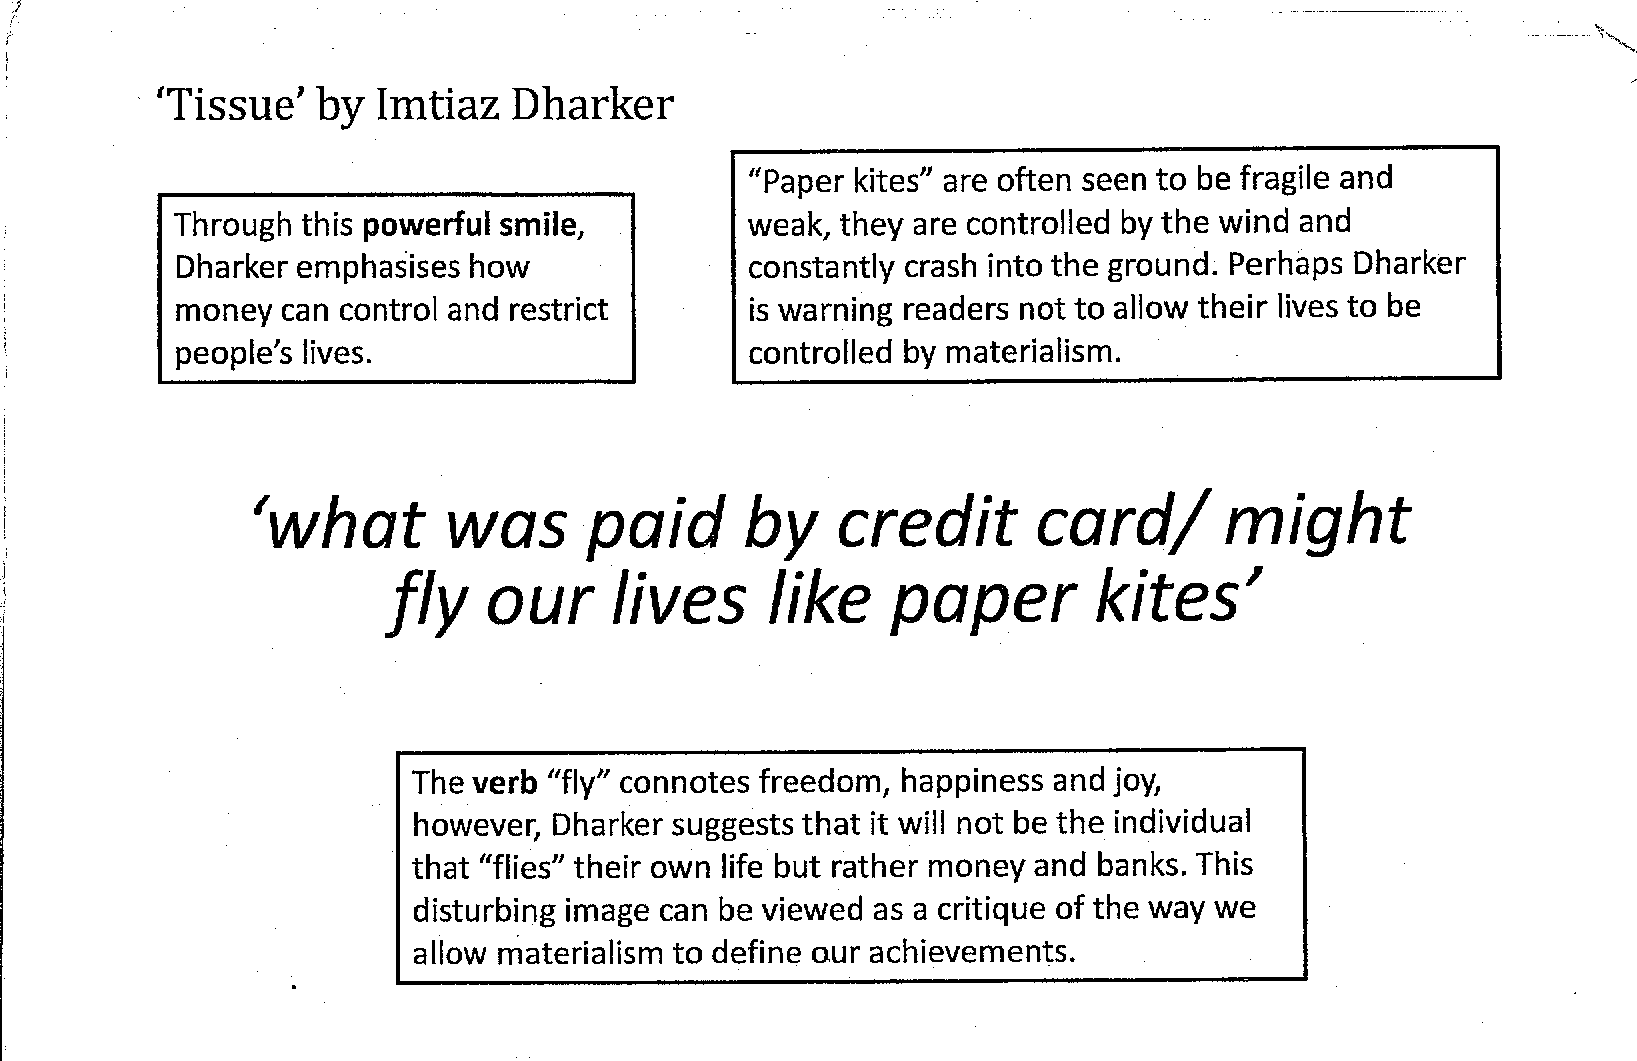 ‘Tissue’ by Imtiaz Dharker
Through this powerful smile,
Dharker emphasises how
money can control and restrict
people’s lives.
“Paper kites” are often seen to be fragile and
weak, they are controlled by the wind and
constantly crash into the ground. Perhaps Dharker
is warning readers not to allow their lives to be
controlled by materialism.
‘what was paid by credit card/ might
fly our lives like paper kites’
The verb “fly” connotes freedom, happiness and joy,
however, Dharker suggests that it will not be the individual
that “flies” their own life but rather money and banks. This
disturbing image can be viewed as a critique of the way we
allow materialism to define our achievements.